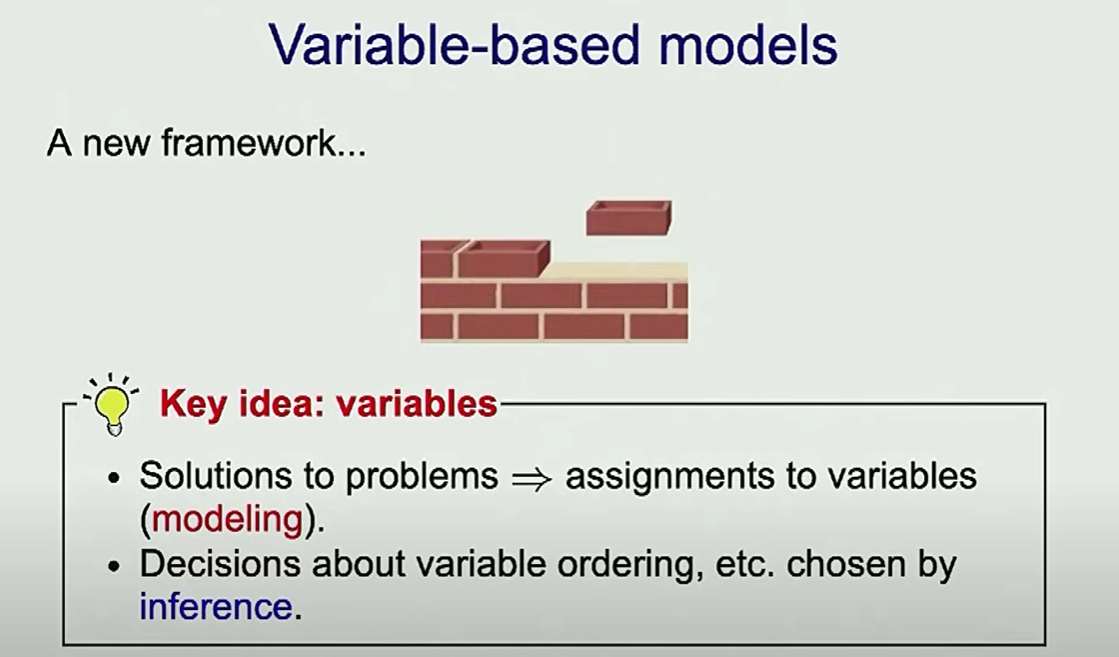 Variable-based models
A new framework...
Key idea: variables
• Solutions to problems ⇒ assignments to variables
(modeling).
• Decisions about variable ordering, etc. chosen by
inference.